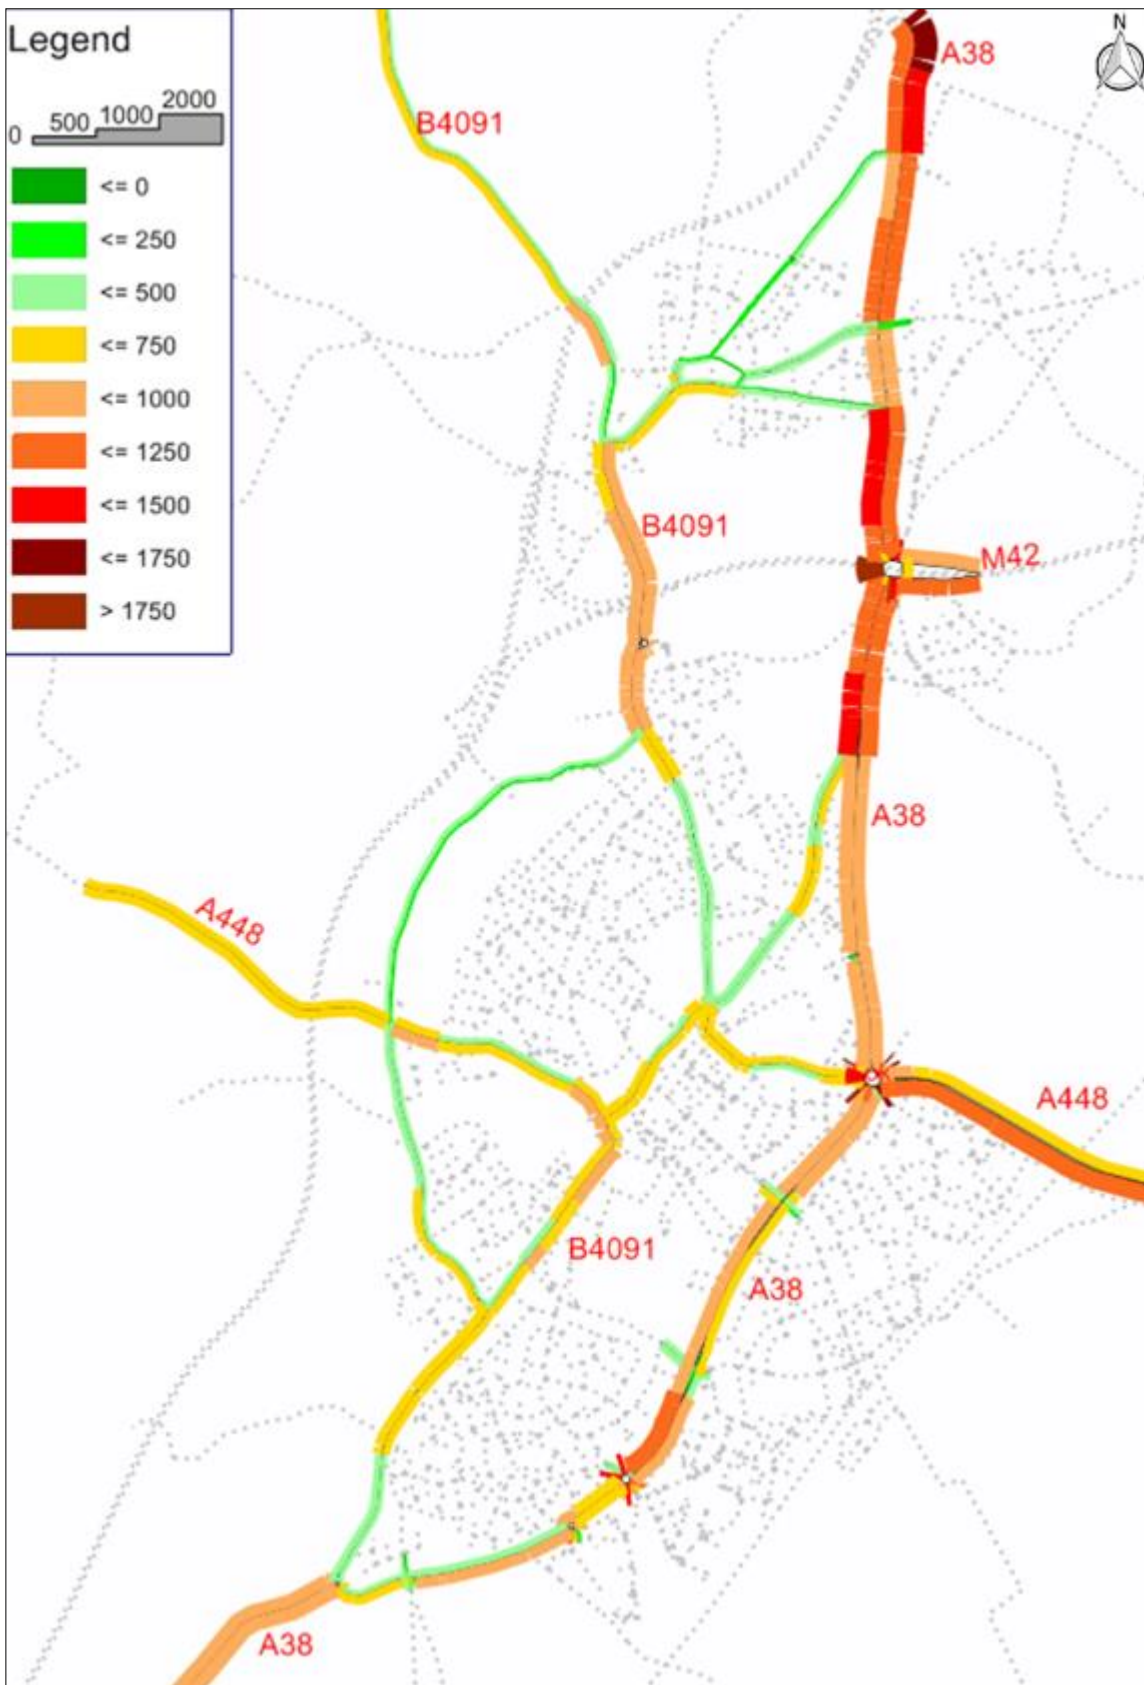 Legend
0 500 1000 2000
<= 0
<= 250
<= 500
<= 750
<= 1000
<= 1250
<= 1500
<= 1750
> 1750
N
A38
B4091
B4091
M42
A38
A448
A448
B4091
A38
A38